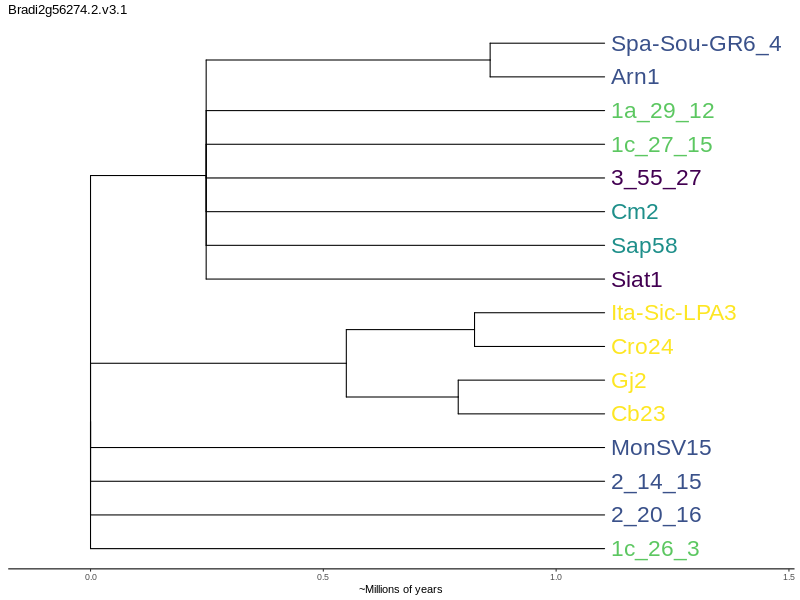 Bradi2g56274.2.v3.1
Spa-Sou-GR6_4
Arn1
1a_29_12
1c_27_15
3_55_27
Cm2
Sap58
Siat1
Ita-Sic-LPA3
Cro24
Gj2
Cb23
MonSV15
2_14_15
2_20_16
1c_26_3
0.0 0.5 1.0 1.5
~Millions of years